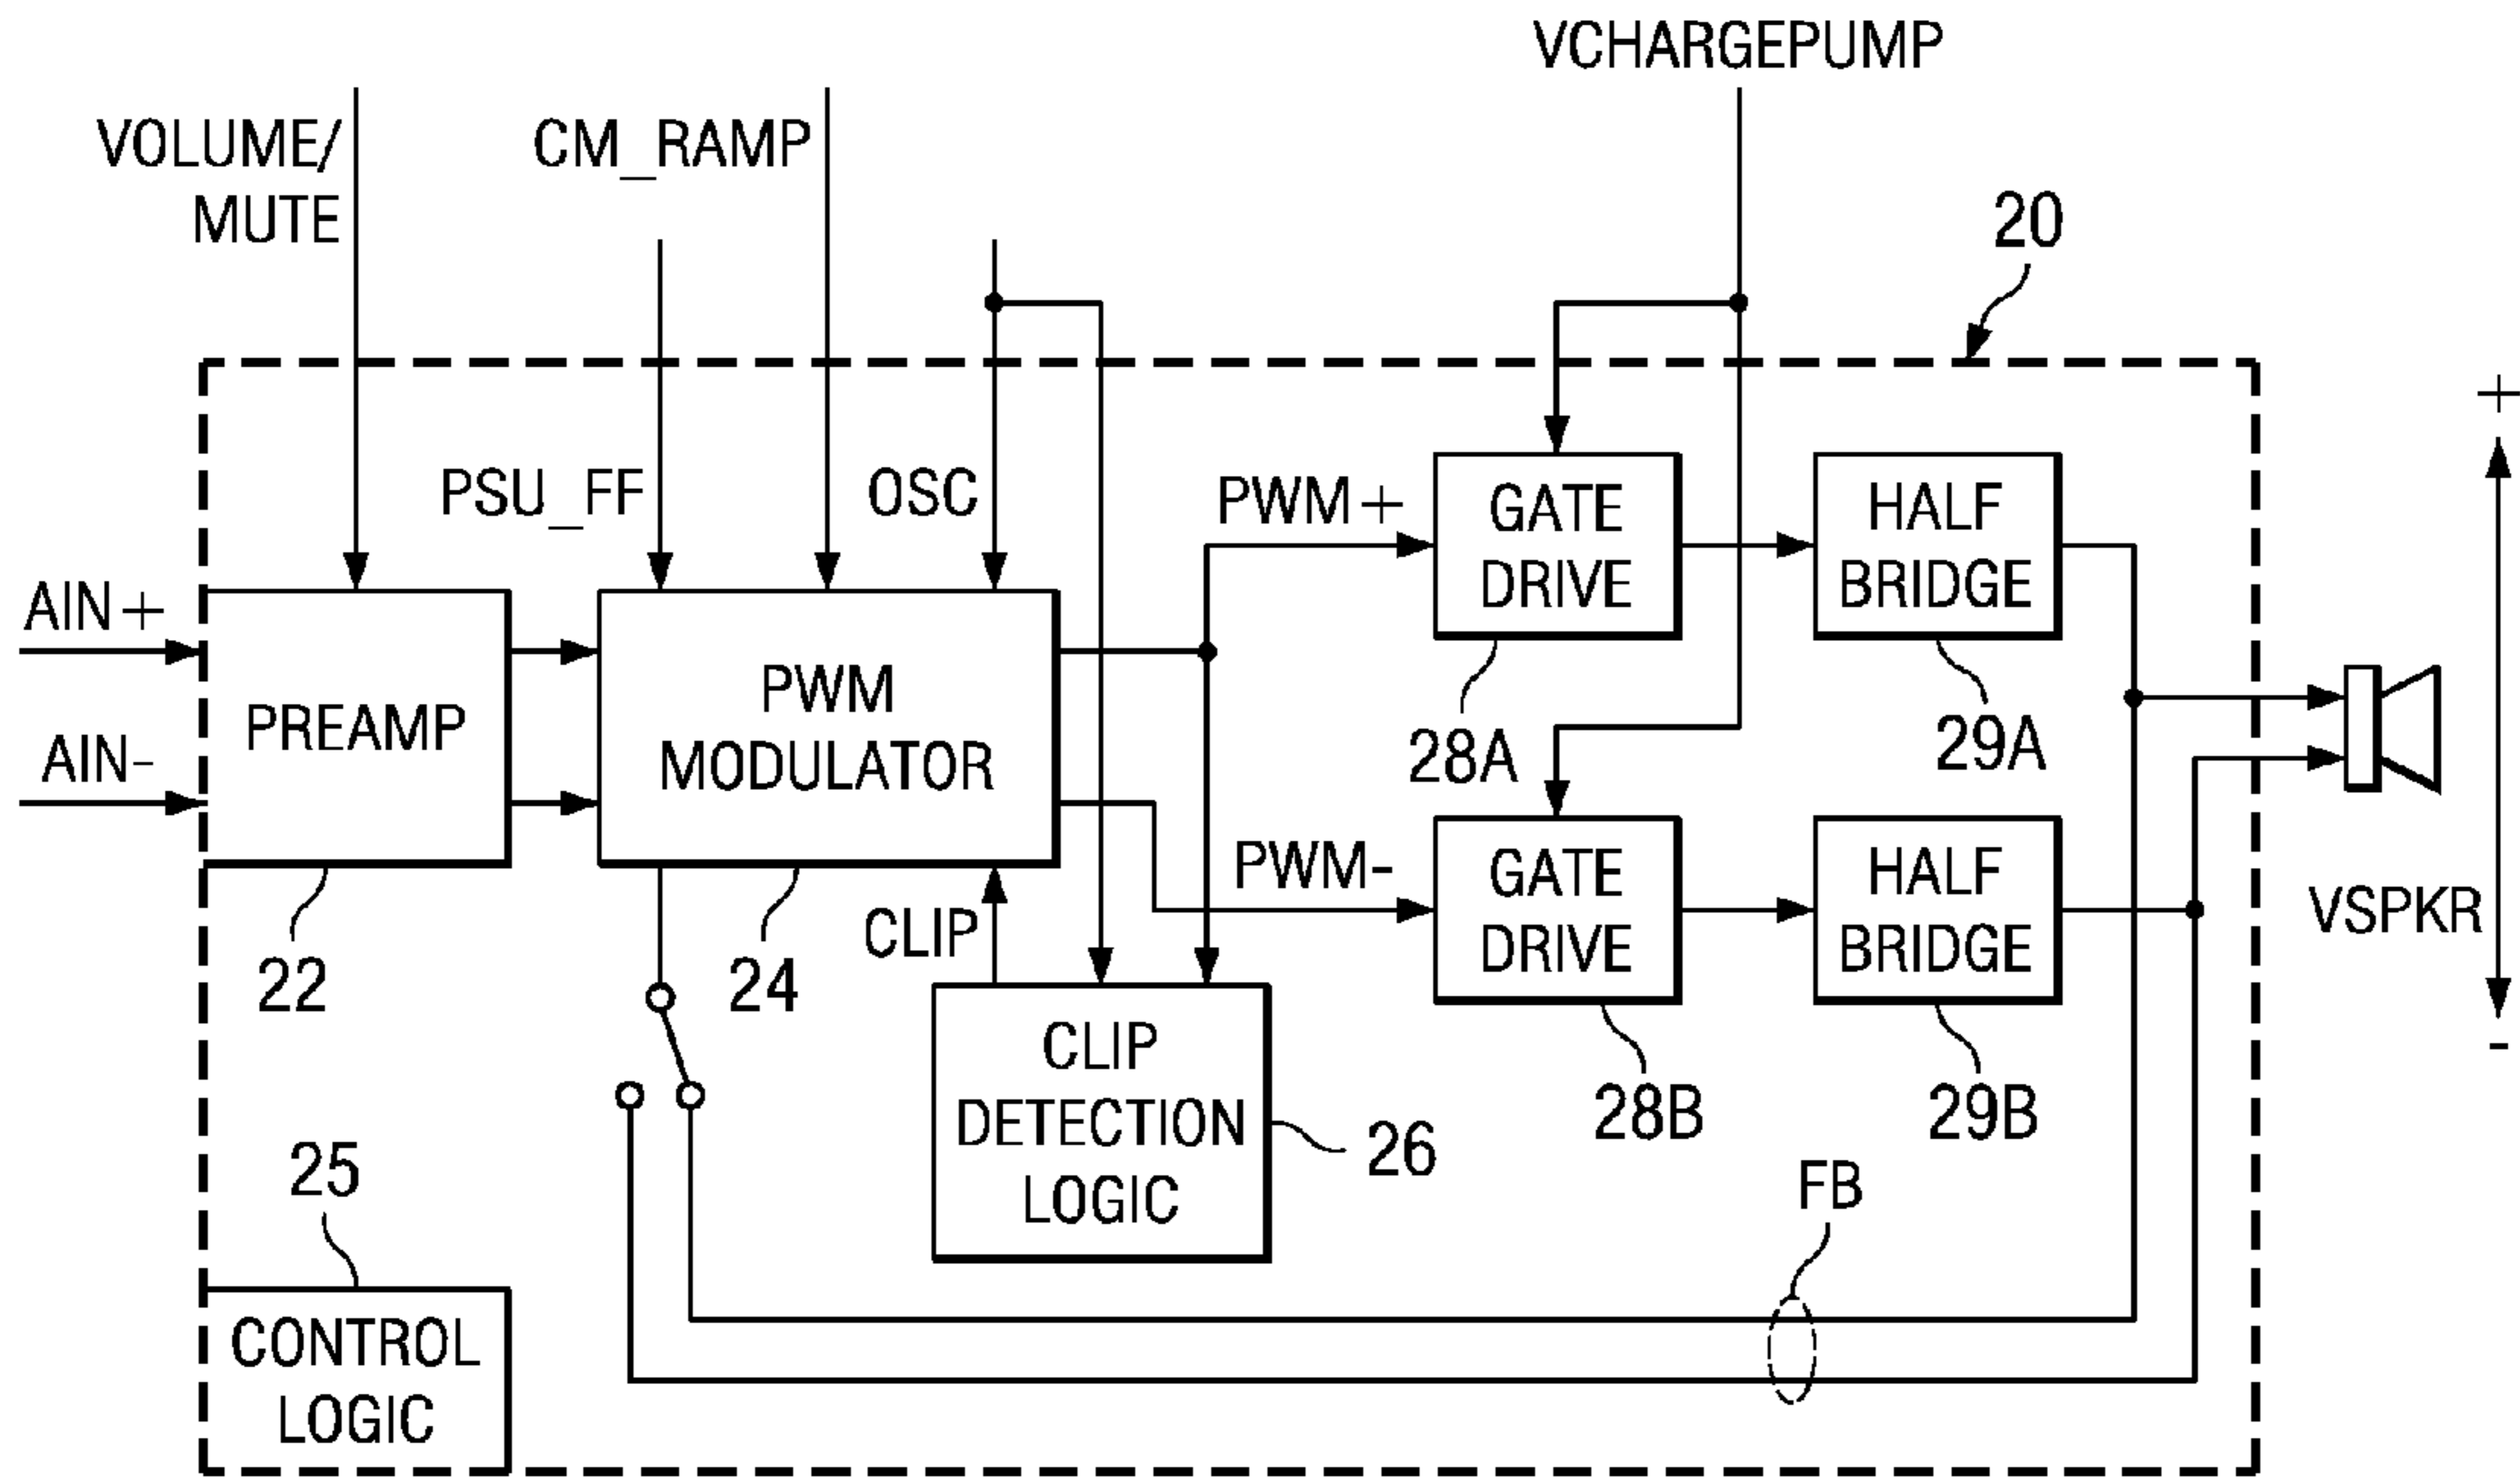 VCHARGEPUMP
VOLUME/
MUTE
CM_RAMP
20
+
PSU_FF
OSC
PWM+
GATE
DRIVE
HALF
BRIDGE
AIN+
AIN-
PREAMP
PWM
MODULATOR
28A
29A
PWM-
GATE
DRIVE
HALF
BRIDGE
VSPKR
-
22
24
CLIP
CLIP
DETECTION
LOGIC
26
28B
29B
25
FB
CONTROL
LOGIC